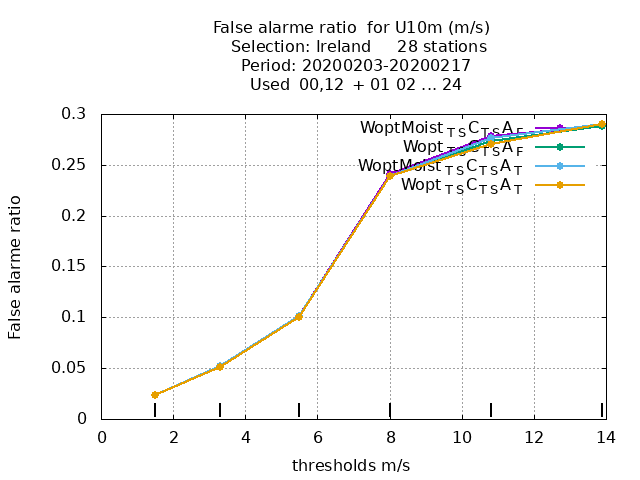 False alarme ratio for U10m (m/s)
Selection: Ireland 28 stations
Period: 20200203-20200217
Used 00,12 + 01 02 ... 24
0.3
0.25
0.2
0.15
0.1
0.05
0
False alarme ratio
WoptMoist TS C TS A F
Wopt TS C TS A F
WoptMoist TS C TS A T
Wopt TS C TS A T
0 2 4 6 8 10 12 14
thresholds m/s